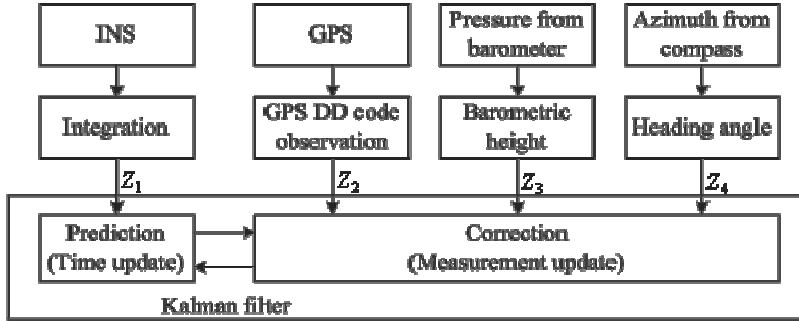 INS
GPS
Pressure from
barometer
Azimuth from
compass
Integration
GPS DD code
observation
Barometric
height
Heading angle
Z1
Z2
Z3
Z4
Prediction
(Time update)
Correction
(Measurement update)
Kalman filter